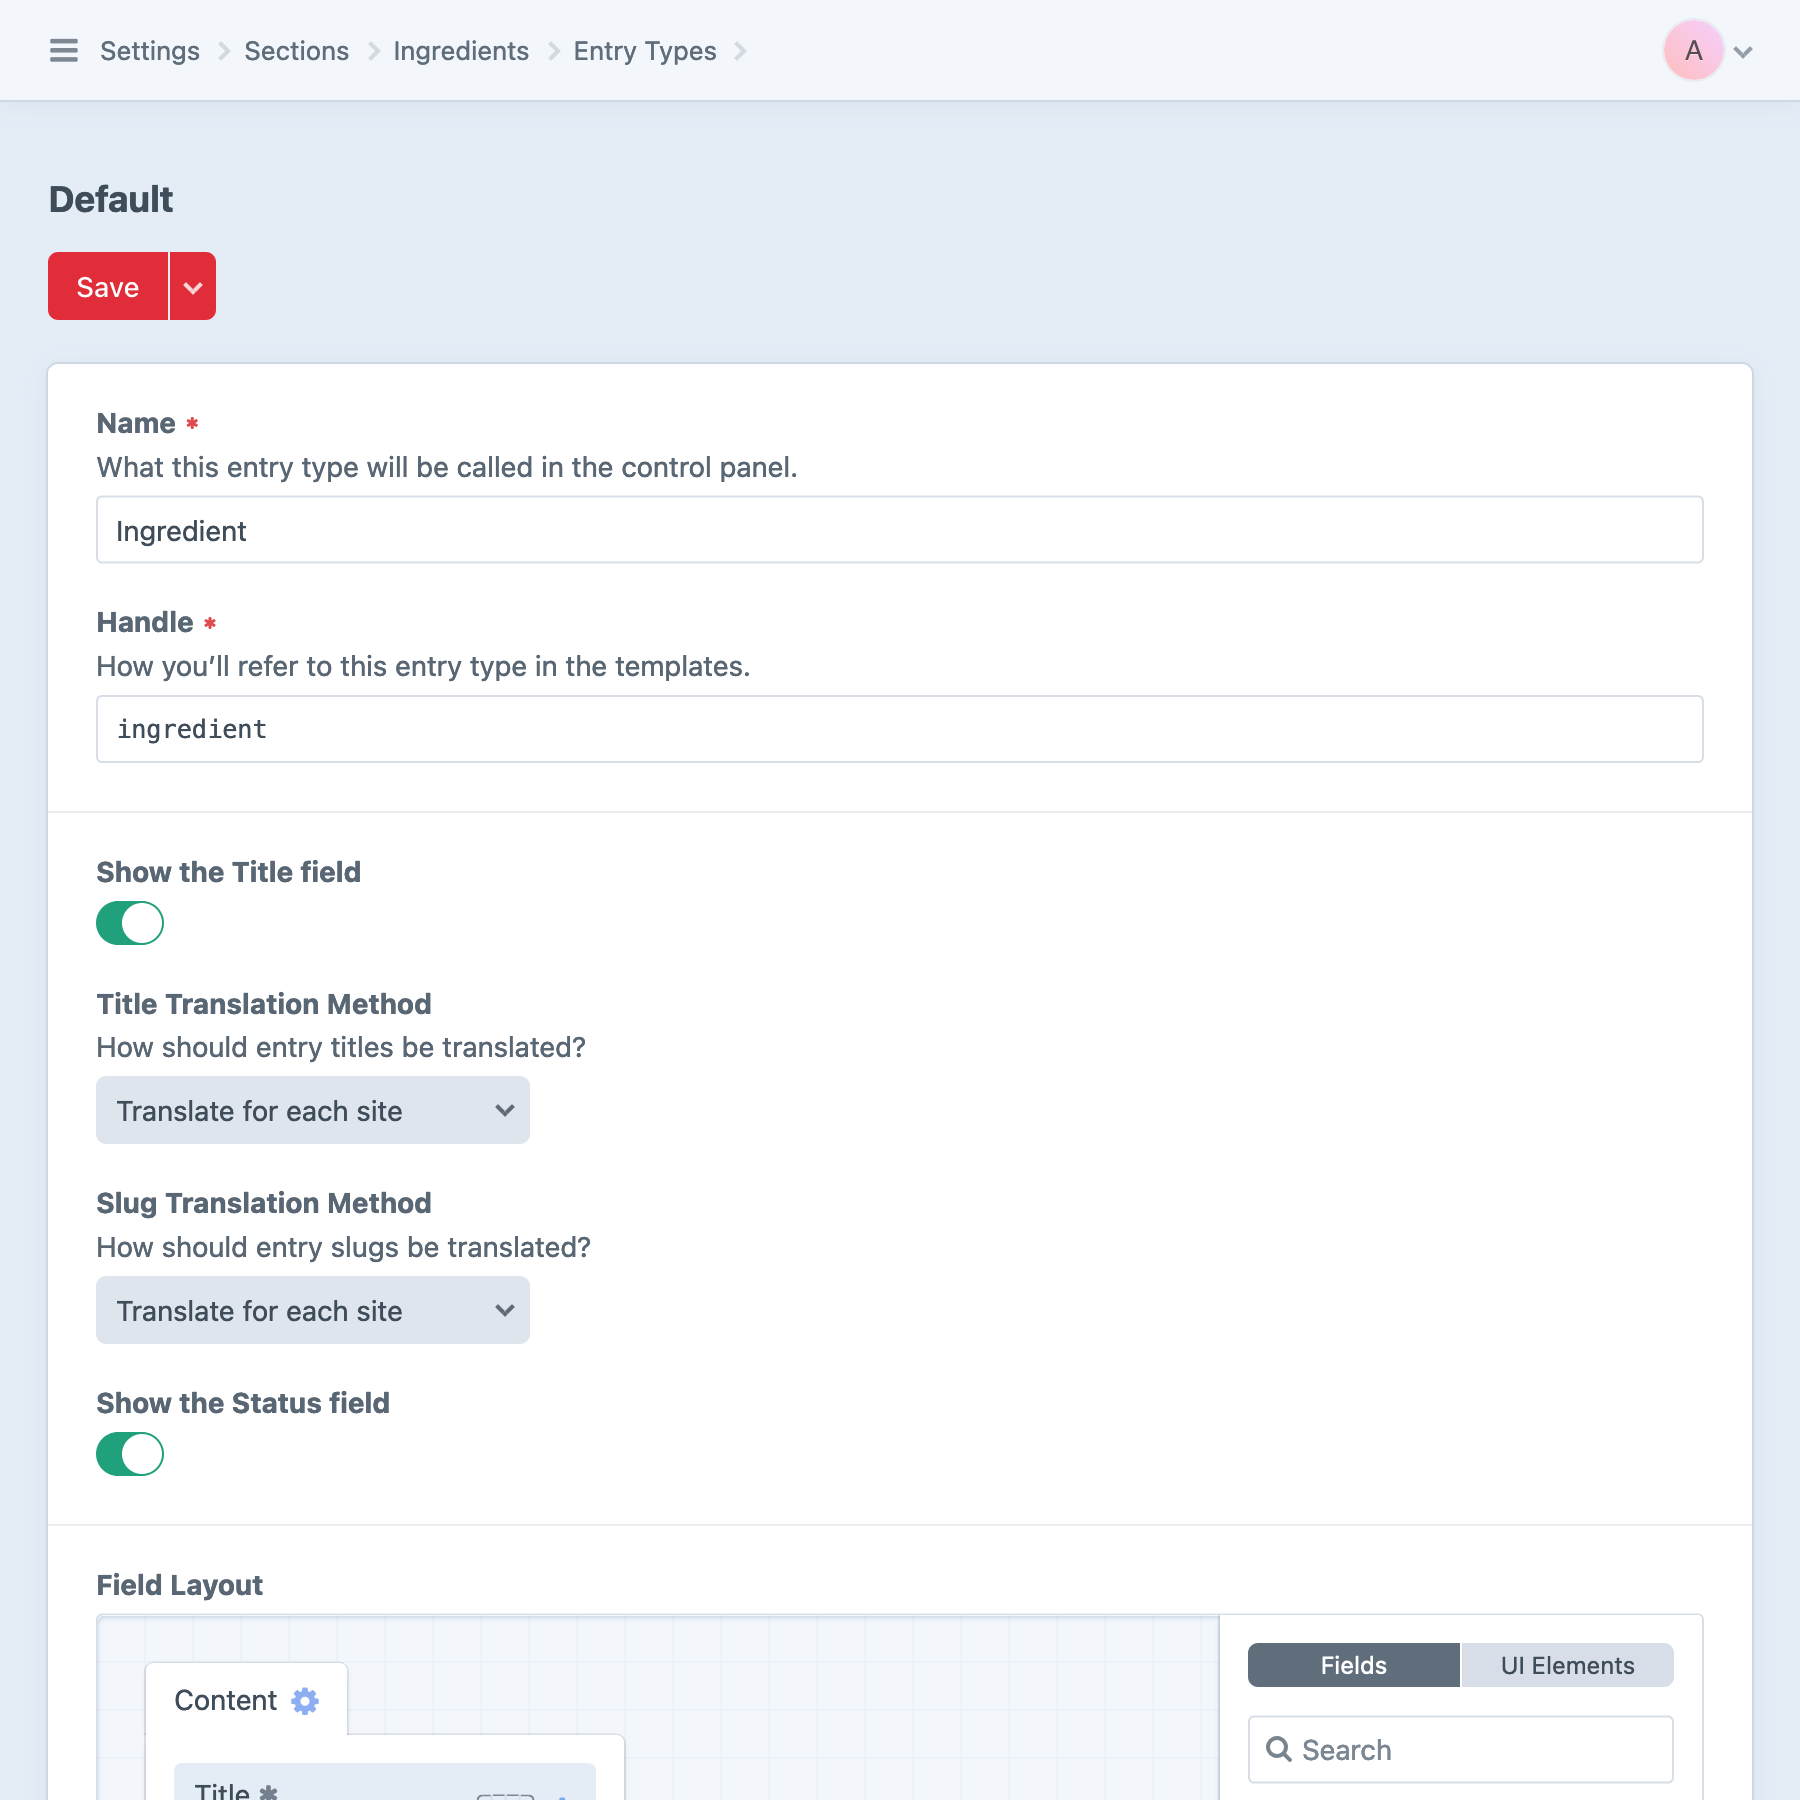 Settings Sections Ingredients Entry Types
A
Default
Save
Name *
What this entry type will be called in the control panel.
Ingredient
Handle *
How you’ll refer to this entry type in the templates.
ingredient
Show the Title field
Title Translation Method
How should entry titles be translated?
Translate for each site
Slug Translation Method
How should entry slugs be translated?
Translate for each site
Show the Status field
Field Layout
Fields
UI Elements
Content
Search
Title *